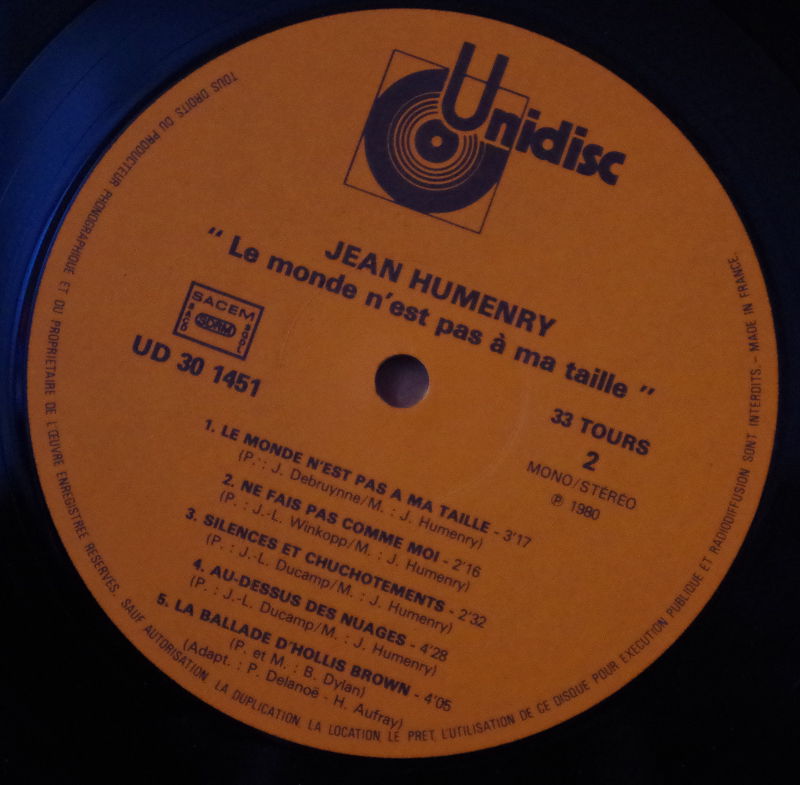 Unidisc
JEAN HUMENRY
“ Le monde n'est pas à ma taille ”
SACEM
SACD
SDRM
SGDL
UD 30 1451
33 TOURS
2
MONO/STÉRÉO
℗ 1980
1. LE MONDE N'EST PAS A MA TAILLE - 3'17
(P. : J. Debruynne/M. : J. Humenry)
2. NE FAIS PAS COMME MOI - 2'16
(P. : J.-L. Winkopp/M. : J. Humenry)
3. SILENCES ET CHUCHOTEMENTS - 2'32
(P. : J.-L. Ducamp/M. : J. Humenry)
4. AU-DESSUS DES NUAGES - 4'28
(P. : J.-L. Ducamp/M. : J. Humenry)
5. LA BALLADE D'HOLLIS BROWN - 4'05
(P. et M. : B. Dylan)
(Adapt. : P. Delanoë - H. Aufray)
TOUS DROITS DU PRODUCTEUR PHONOGRAPHIQUE ET DU PROPRIETAIRE DE L'ŒUVRE ENREGISTREE RESERVES. SAUF AUTORISATION LA DUPLICATION, LA LOCATION, LE PRET, L'UTILISATION DE CE DISQUE POUR EXECUTION PUBLIQUE ET RADIODIFFUSION SONT INTERDITS. - MADE IN FRANCE.